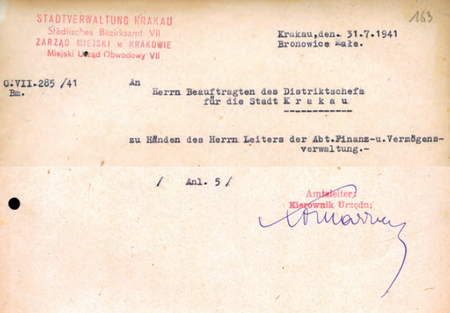 163
STADTVERWALTUNG KRAKAU
Städtisches Bezirksamt VII
ZARZĄD MIEJSKI w KRAKOWIE
Miejski Urząd Obwodowy VII
Krakau,den. 31.7.1941
Bronowice Małe.
O.VII.285/41
Bm.
An
Herrn Beauftragten des Distriktschefs
für die Stadt Krakau
zu Händen des Herrn Leiters der Abt.Finanz-u.Vermögens-
verwaltung.-
/ Anl. 5 /
Amtsleiter:
Kierownik Urzędu: